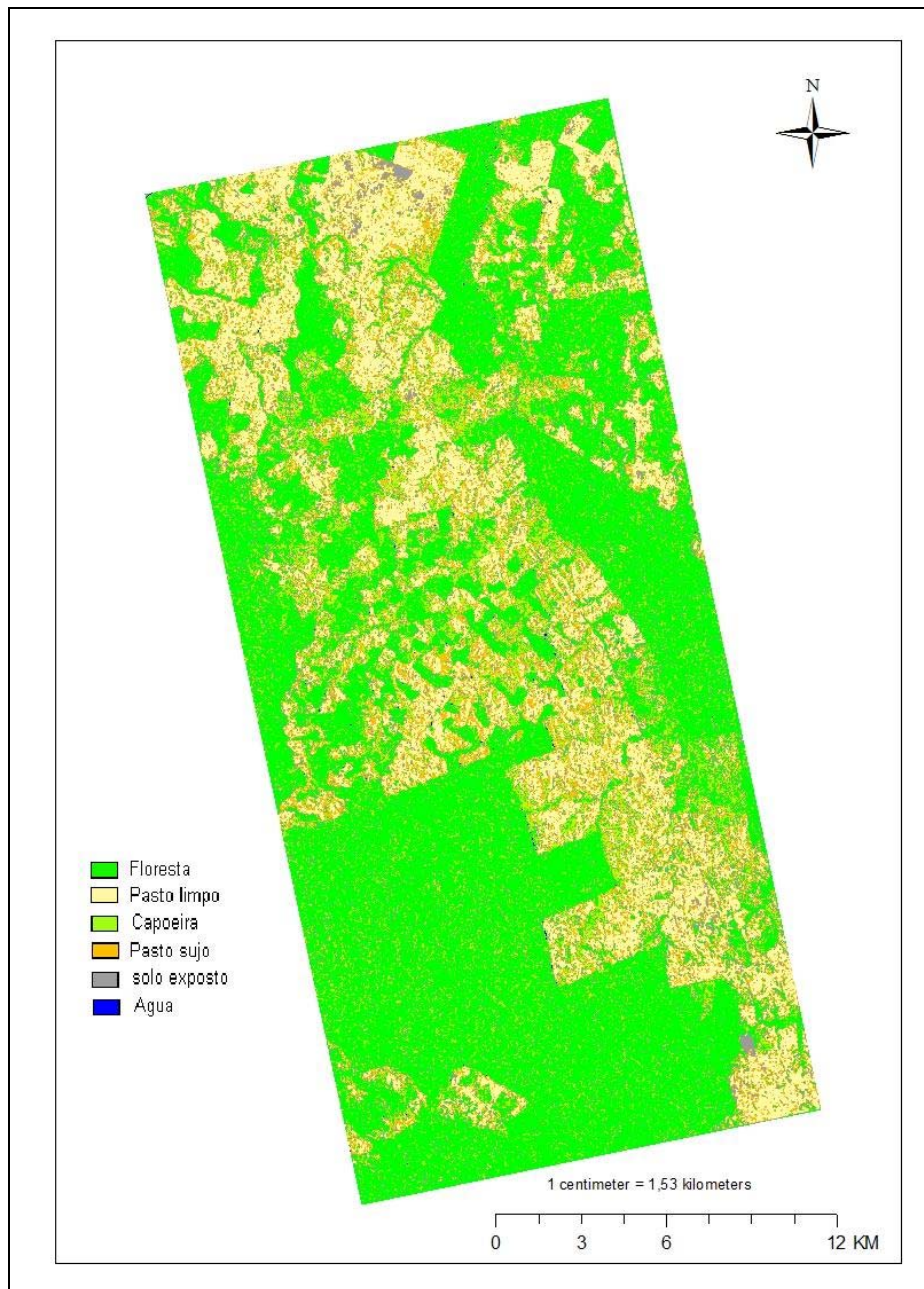 N
Floresta
Pasto limpo
Capoeira
Pasto sujo
solo exposto
Agua
1 centimeter = 1,53 kilometers
0 3 6 12 KM